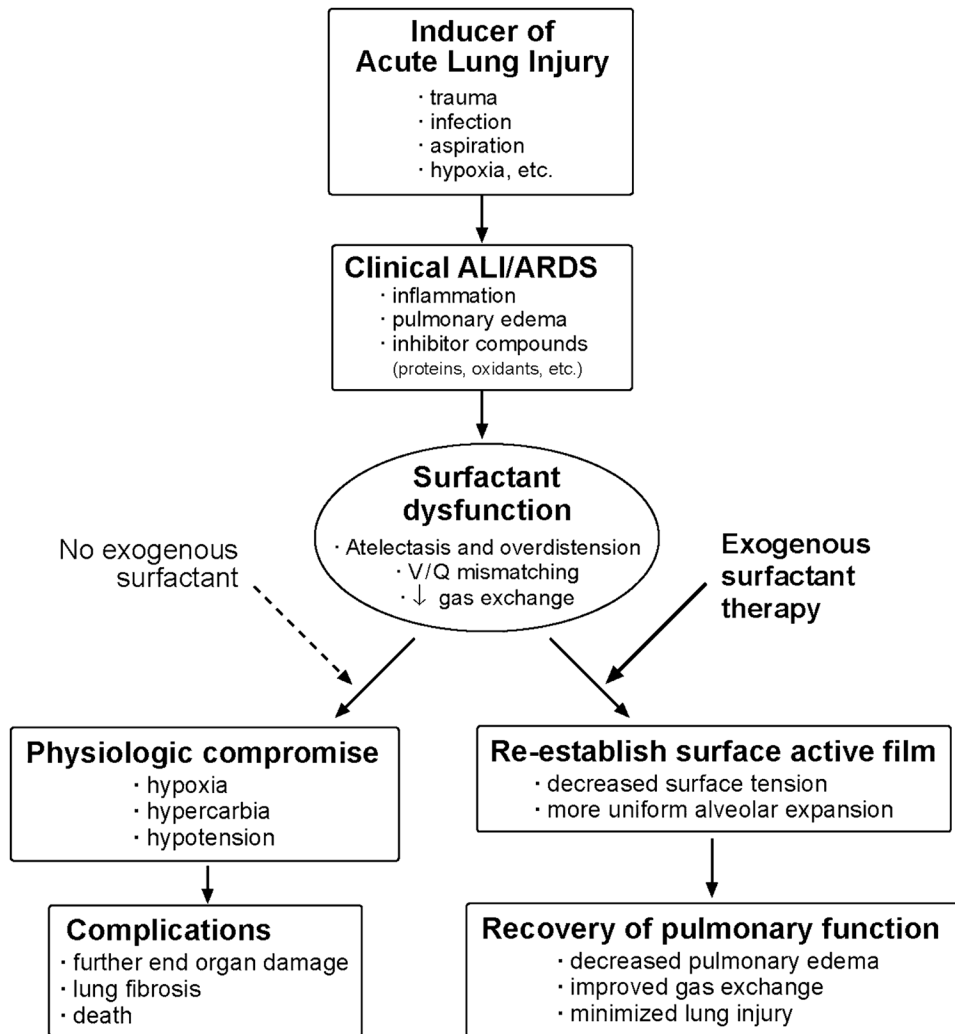 Inducer of
Acute Lung Injury
· trauma
· infection
· aspiration
· hypoxia, etc.
Clinical ALI/ARDS
· inflammation
· pulmonary edema
· inhibitor compounds
(proteins, oxidants, etc.)
Surfactant
dysfunction
· Atelectasis and overdistension
· V/Q mismatching
· ↓ gas exchange
No exogenous
surfactant
Exogenous
surfactant
therapy
Physiologic compromise
· hypoxia
· hypercarbia
· hypotension
Re-establish surface active film
· decreased surface tension
· more uniform alveolar expansion
Complications
· further end organ damage
· lung fibrosis
· death
Recovery of pulmonary function
· decreased pulmonary edema
· improved gas exchange
· minimized lung injury